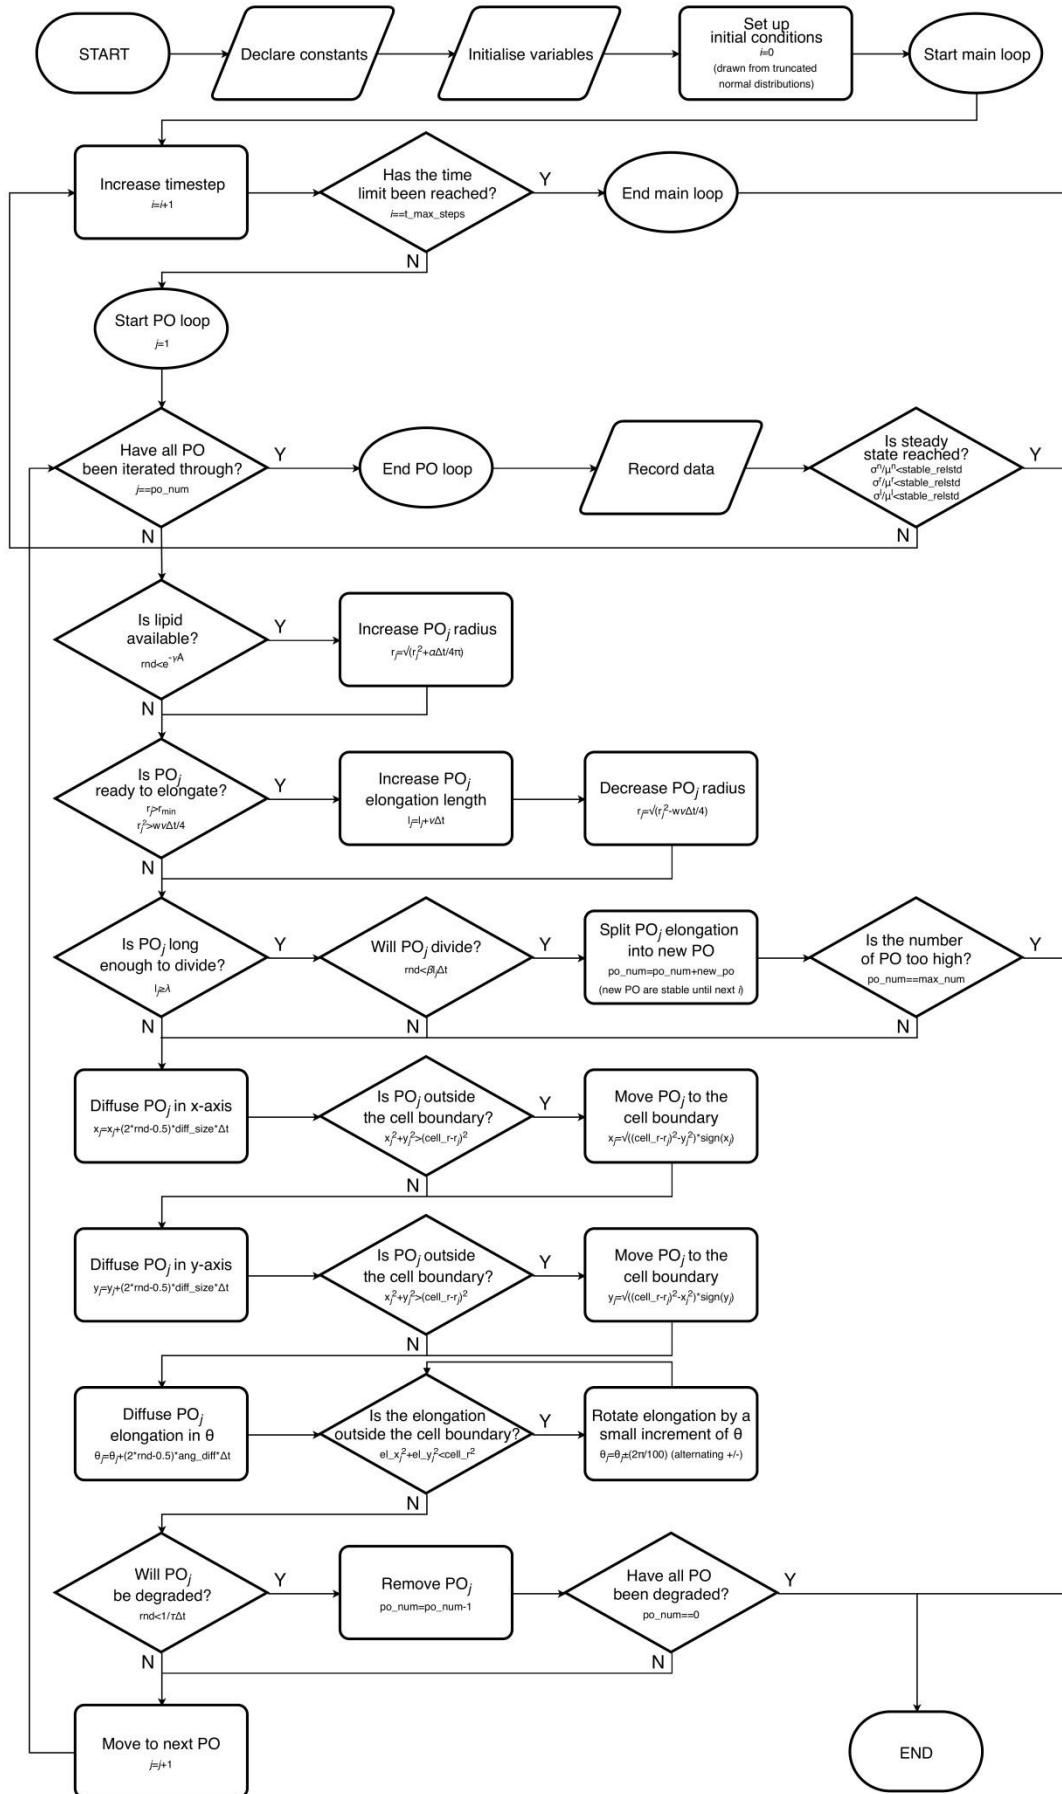 START
Declare constants
Initialise variables
Set up
initial conditions
i=0
(drawn from truncated
normal distributions)
Start main loop
Increase timestep
i=i+1
Has the time
limit been reached?
i==t_max_steps
Y
N
End main loop
Start PO loop
j=1
Have all PO
been iterated through?
j==po_num
Y
N
End PO loop
Record data
Is steady
state reached?
σⁿ/μⁿ<stable_relstd
σʳ/μʳ<stable_relstd
σˡ/μˡ<stable_relstd
Y
N
Is lipid
available?
rnd<e^-γA
Y
N
Increase POⱼ radius
rⱼ=√(rⱼ²+αΔt/4π)
Is POⱼ
ready to elongate?
rⱼ>r_min
rⱼ²>wvΔt/4
Y
N
Increase POⱼ
elongation length
lⱼ=lⱼ+vΔt
Decrease POⱼ radius
rⱼ=√(rⱼ²-wvΔt/4)
Is POⱼ long
enough to divide?
lⱼ≥λ
Y
N
Will POⱼ divide?
rnd<βlⱼΔt
Y
N
Split POⱼ elongation
into new PO
po_num=po_num+new_po
(new PO are stable until next i)
Is the number
of PO too high?
po_num==max_num
Y
N
Diffuse POⱼ in x-axis
xⱼ=xⱼ+(2*rnd-0.5)*diff_size*Δt
Is POⱼ outside
the cell boundary?
xⱼ²+yⱼ²>(cell_r-rⱼ)²
Y
N
Move POⱼ to the
cell boundary
xⱼ=√((cell_r-rⱼ)²-yⱼ²)*sign(xⱼ)
Diffuse POⱼ in y-axis
yⱼ=yⱼ+(2*rnd-0.5)*diff_size*Δt
Is POⱼ outside
the cell boundary?
xⱼ²+yⱼ²>(cell_r-rⱼ)²
Y
N
Move POⱼ to the
cell boundary
yⱼ=√((cell_r-rⱼ)²-xⱼ²)*sign(yⱼ)
Diffuse POⱼ
elongation in θ
θⱼ=θⱼ+(2*rnd-0.5)*ang_diff*Δt
Is the elongation
outside the cell boundary?
el_xⱼ²+el_yⱼ²<cell_r²
Y
N
Rotate elongation by a
small increment of θ
θⱼ=θⱼ±(2π/100) (alternating +/-)
Will POⱼ
be degraded?
rnd<1/τΔt
Y
N
Remove POⱼ
po_num=po_num-1
Have all PO
been degraded?
po_num==0
Y
N
Move to next PO
j=j+1
END